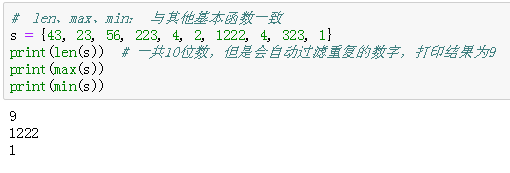 # len、max、min： 与其他基本函数一致
s = {43, 23, 56, 223, 4, 2, 1222, 4, 323, 1}
print(len(s))  # 一共10位数，但是会自动过滤重复的数字，打印结果为9
print(max(s))
print(min(s))
9
1222
1